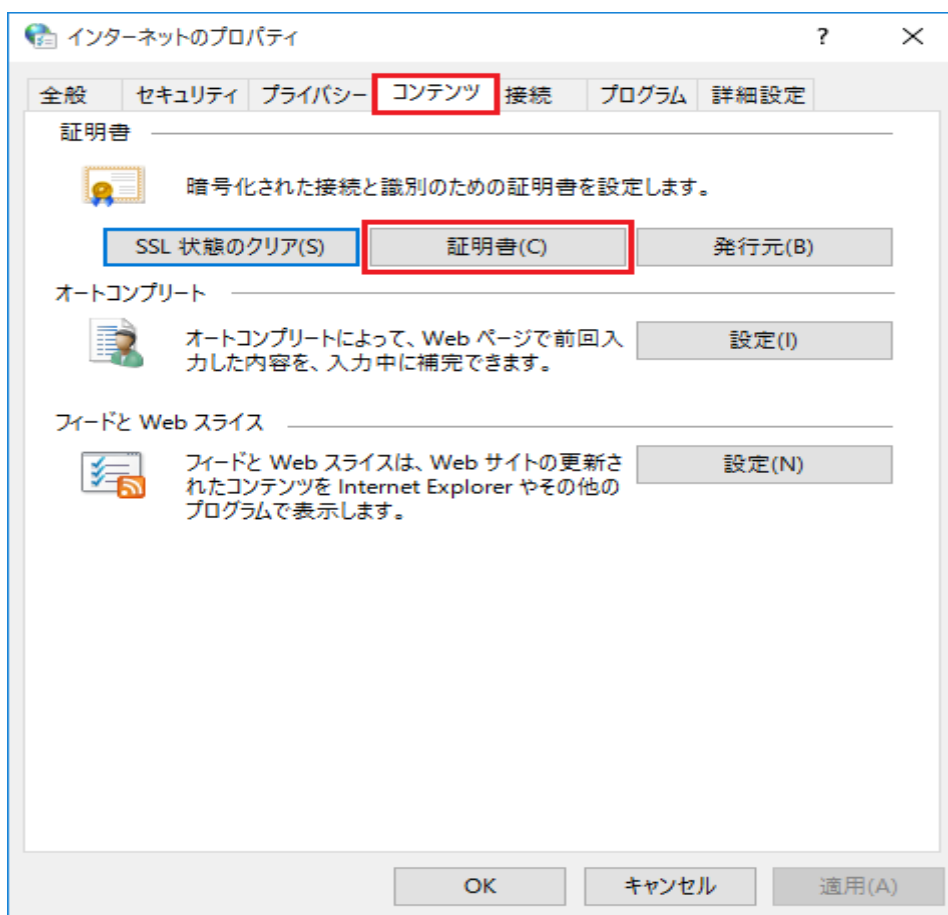 インターネットのプロパティ
全般 セキュリティ プライバシー コンテンツ 接続 プログラム 詳細設定
証明書
暗号化された接続と識別のための証明書を設定します。
SSL 状態のクリア(S) 証明書(C) 発行元(B)
オートコンプリート
オートコンプリートによって、Web ページで前回入
力した内容を、入力中に補完できます。
設定(I)
フィードと Web スライス
フィードと Web スライスは、Web サイトの更新さ
れたコンテンツを Internet Explorer やその他の
プログラムで表示します。
設定(N)
OK キャンセル 適用(A)